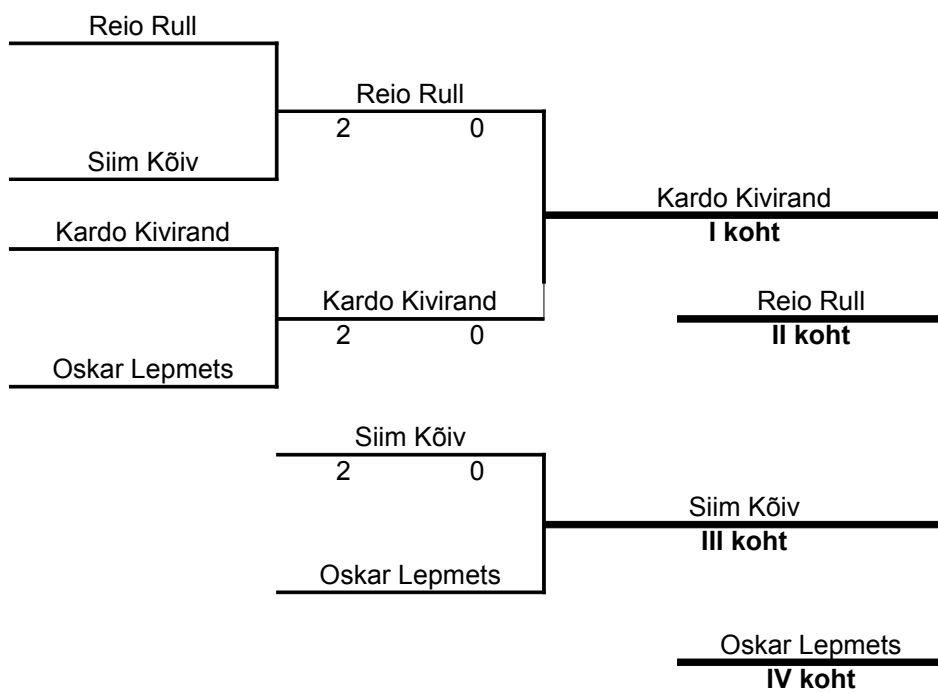 Reio Rull
Reio Rull
2 0
Siim Kõiv
Kardo Kivirand
I koht
Kardo Kivirand
Kardo Kivirand
2 0
Reio Rull
II koht
Oskar Lepmets
Siim Kõiv
2 0
Siim Kõiv
III koht
Oskar Lepmets
Oskar Lepmets
IV koht